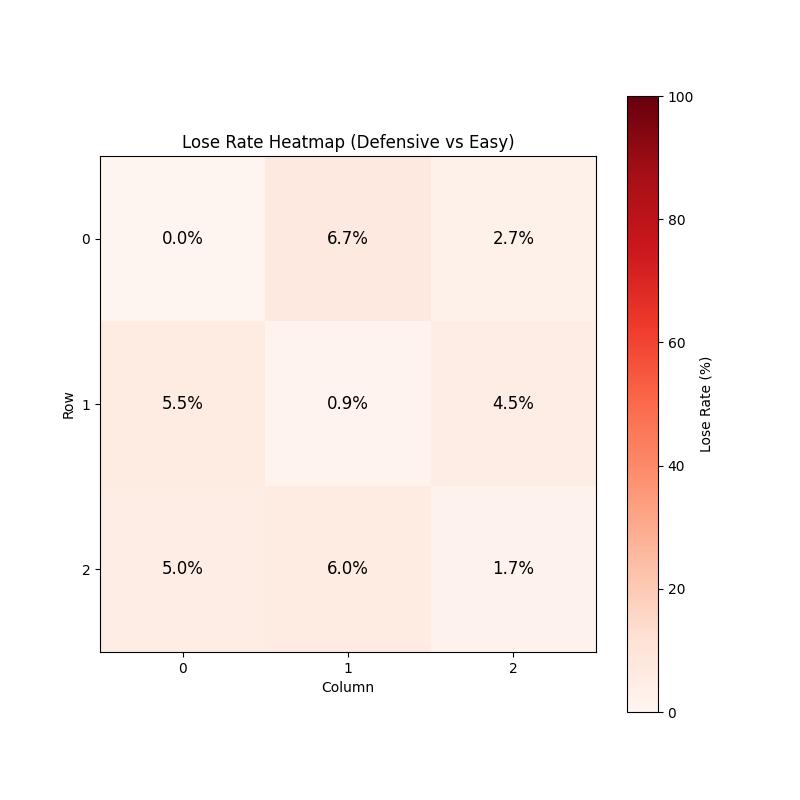 Lose Rate Heatmap (Defensive vs Easy)
0
0.0% 6.7% 2.7%
1
5.5% 0.9% 4.5%
2
5.0% 6.0% 1.7%
Row
0 1 2
Column
100
80
60
40
20
0
Lose Rate (%)